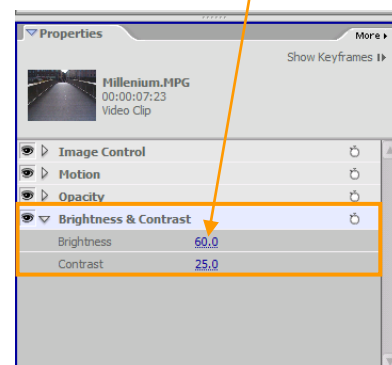 Properties
More
Show Keyframes
Millenium.MPG
00:00:07:23
Video Clip
Image Control
Motion
Opacity
Brightness & Contrast
Brightness 60.0
Contrast 25.0